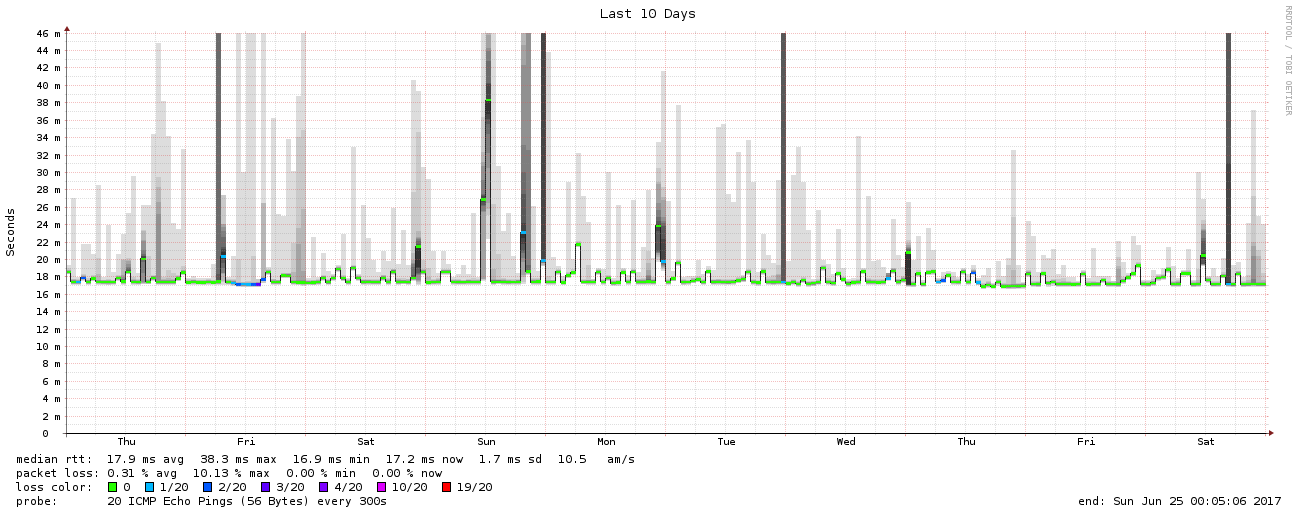 Last 10 Days
RRDTOOL / TOBI OETIKER
Seconds
46 m
44 m
42 m
40 m
38 m
36 m
34 m
32 m
30 m
28 m
26 m
24 m
22 m
20 m
18 m
16 m
14 m
12 m
10 m
8 m
6 m
4 m
2 m
0
Thu Fri Sat Sun Mon Tue Wed Thu Fri Sat
median rtt: 17.9 ms avg 38.3 ms max 16.9 ms min 17.2 ms now 1.7 ms sd 10.5 am/s
packet loss: 0.31 % avg 10.13 % max 0.00 % min 0.00 % now
loss color: 0 1/20 2/20 3/20 4/20 10/20 19/20
probe: 20 ICMP Echo Pings (56 Bytes) every 300s end: Sun Jun 25 00:05:06 2017